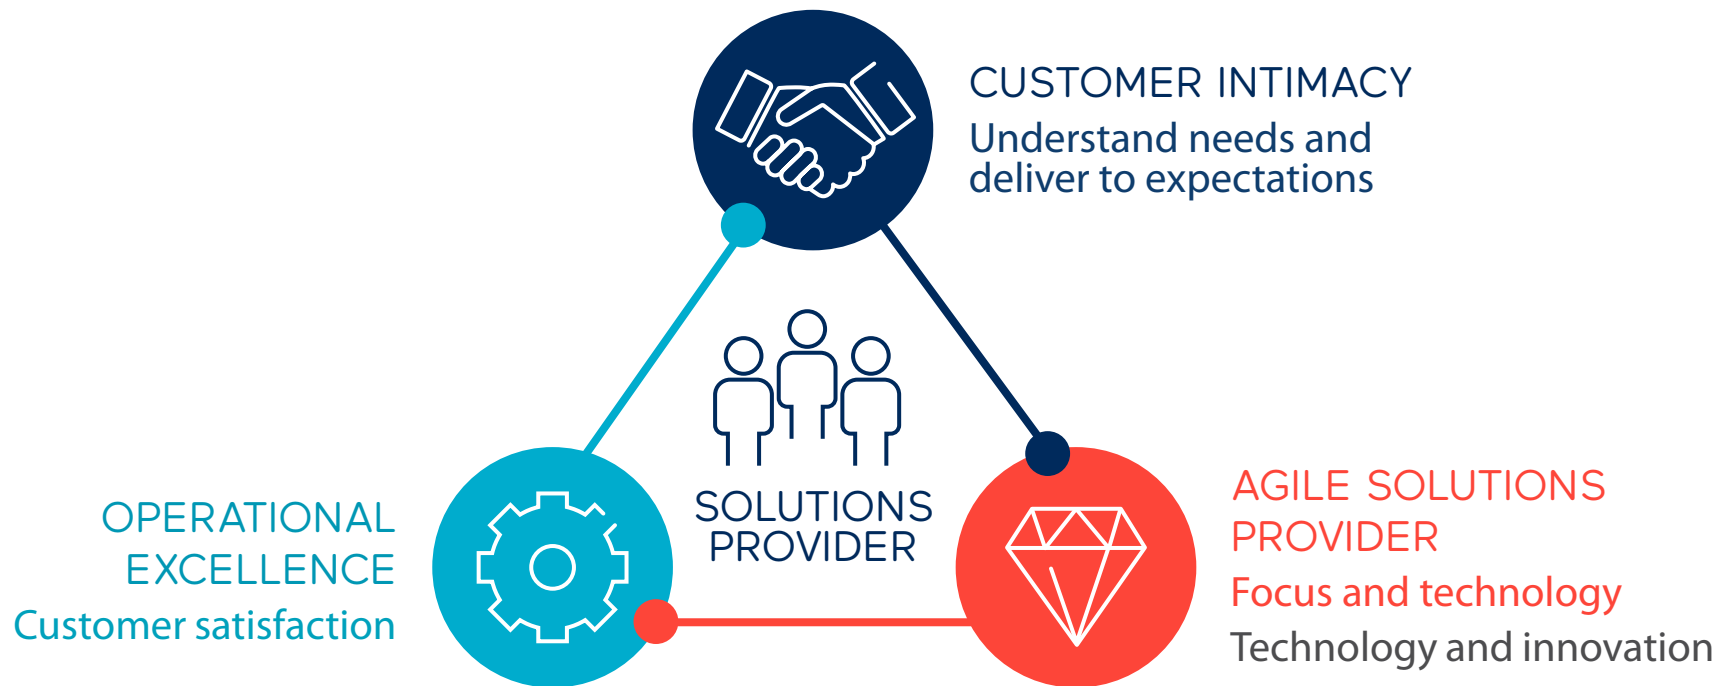 CUSTOMER INTIMACY
Understand needs and
deliver to expectations
SOLUTIONS
PROVIDER
OPERATIONAL
EXCELLENCE
Customer satisfaction
AGILE SOLUTIONS
PROVIDER
Focus and technology
Technology and innovation